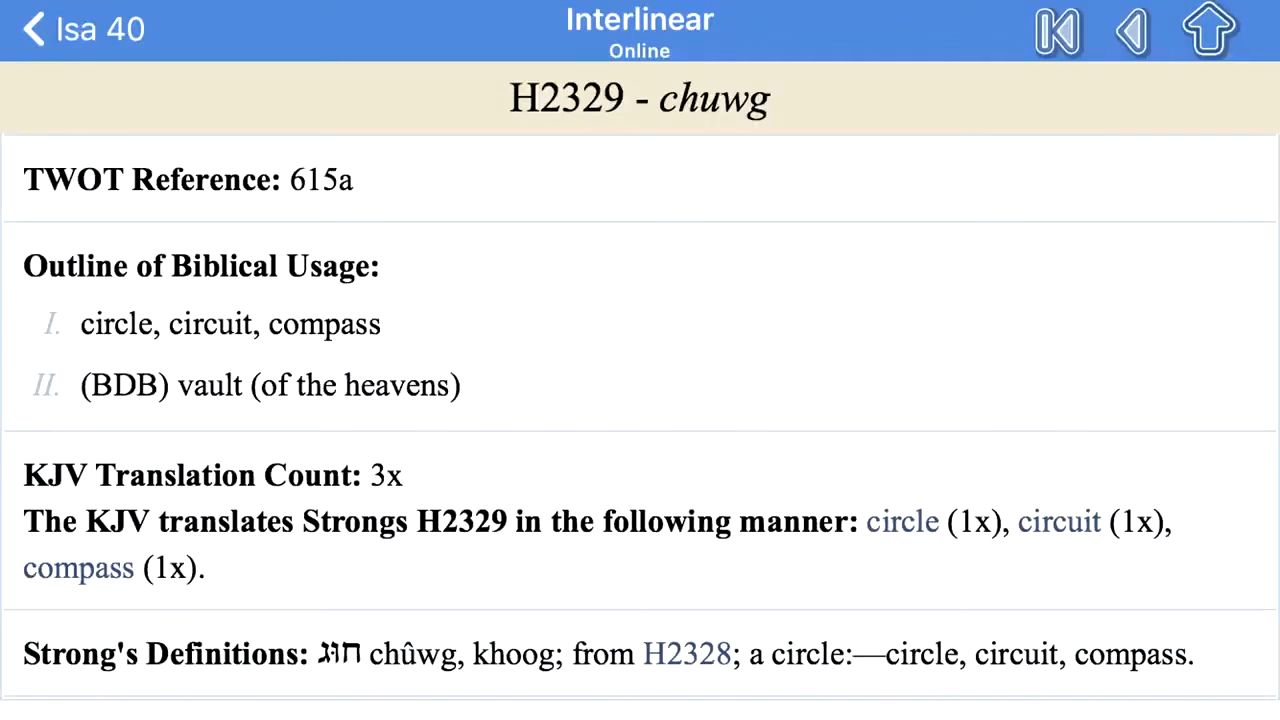 Isa 40
Interlinear
Online
H2329 - chuwg
TWOT Reference: 615a
Outline of Biblical Usage:
I. circle, circuit, compass
II. (BDB) vault (of the heavens)
KJV Translation Count: 3x
The KJV translates Strongs H2329 in the following manner: circle (1x), circuit (1x),
compass (1x).
Strong's Definitions: חוּג chûwg, khoog; from H2328; a circle:—circle, circuit, compass.